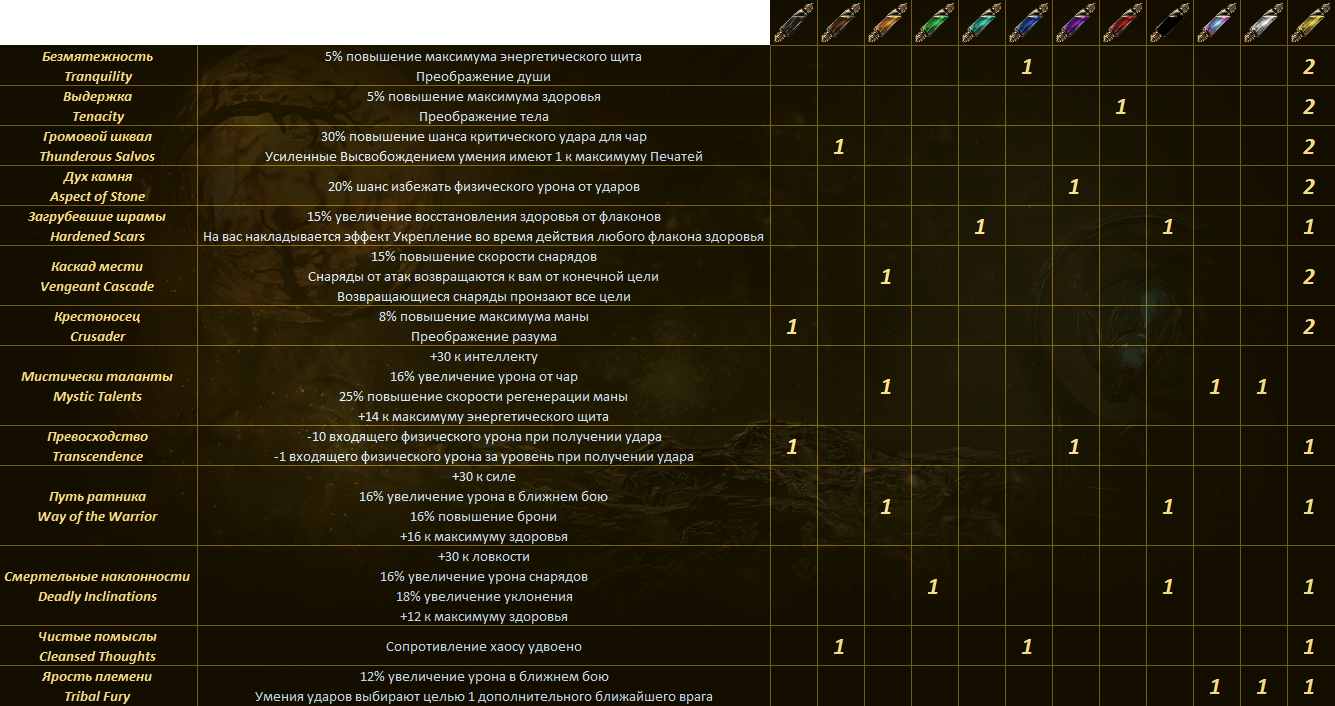 Безмятежность
Tranquility
5% повышение максимума энергетического щита
Преображение души
1 2
Выдержка
Tenacity
5% повышение максимума здоровья
Преображение тела
1 2
Громовой шквал
Thunderous Salvos
30% повышение шанса критического удара для чар
Усиленные Высвобождением умения имеют 1 к максимуму Печатей
1 2
Дух камня
Aspect of Stone
20% шанс избежать физического урона от ударов
1 2
Загрубевшие шрамы
Hardened Scars
15% увеличение восстановления здоровья от флаконов
На вас накладывается эффект Укрепление во время действия любого флакона здоровья
1 1 1
Каскад мести
Vengeant Cascade
15% повышение скорости снарядов
Снаряды от атак возвращаются к вам от конечной цели
Возвращающиеся снаряды пронзают все цели
1 2
Крестоносец
Crusader
8% повышение максимума маны
Преображение разума
1 2
Мистически таланты
Mystic Talents
+30 к интеллекту
16% увеличение урона от чар
25% повышение скорости регенерации маны
+14 к максимуму энергетического щита
1 1 1
Превосходство
Transcendence
-10 входящего физического урона при получении удара
-1 входящего физического урона за уровень при получении удара
1 1 1
Путь ратника
Way of the Warrior
+30 к силе
16% увеличение урона в ближнем бою
16% повышение брони
+16 к максимуму здоровья
1 1 1
Смертельные наклонности
Deadly Inclinations
+30 к ловкости
16% увеличение урона снарядов
18% увеличение уклонения
+12 к максимуму здоровья
1 1 1
Чистые помыслы
Cleansed Thoughts
Сопротивление хаосу удвоено
1 1 1
Ярость племени
Tribal Fury
12% увеличение урона в ближнем бою
Умения ударов выбирают целью 1 дополнительного ближайшего врага
1 1 1